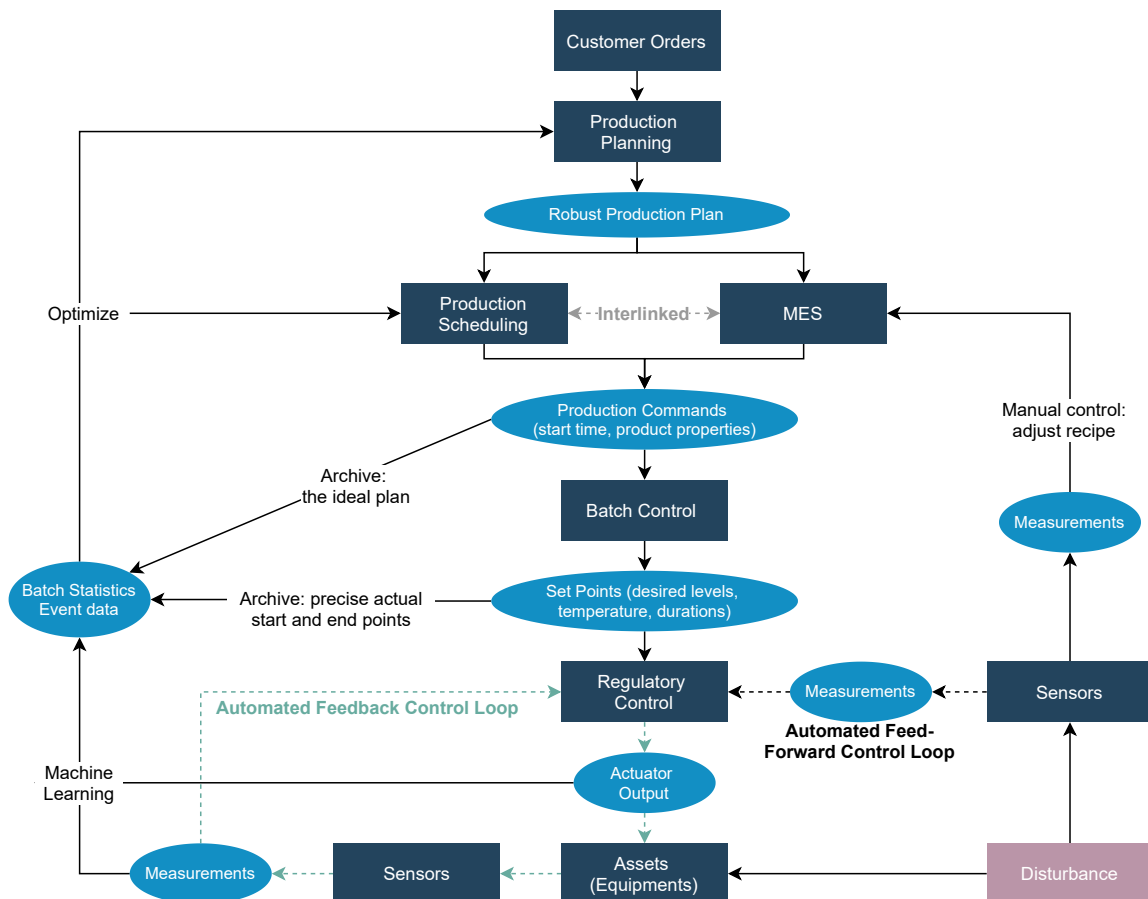 Customer Orders
Production
Planning
Robust Production Plan
Optimize
Production
Scheduling
Interlinked
MES
Production Commands
(start time, product properties)
Manual control:
adjust recipe
Archive:
the ideal plan
Batch Control
Measurements
Batch Statistics
Event data
Archive: precise actual
start and end points
Set Points (desired levels,
temperature, durations)
Automated Feedback Control Loop
Regulatory
Control
Measurements
Sensors
Automated Feed-
Forward Control Loop
Machine
Learning
Actuator
Output
Measurements
Sensors
Assets
(Equipments)
Disturbance